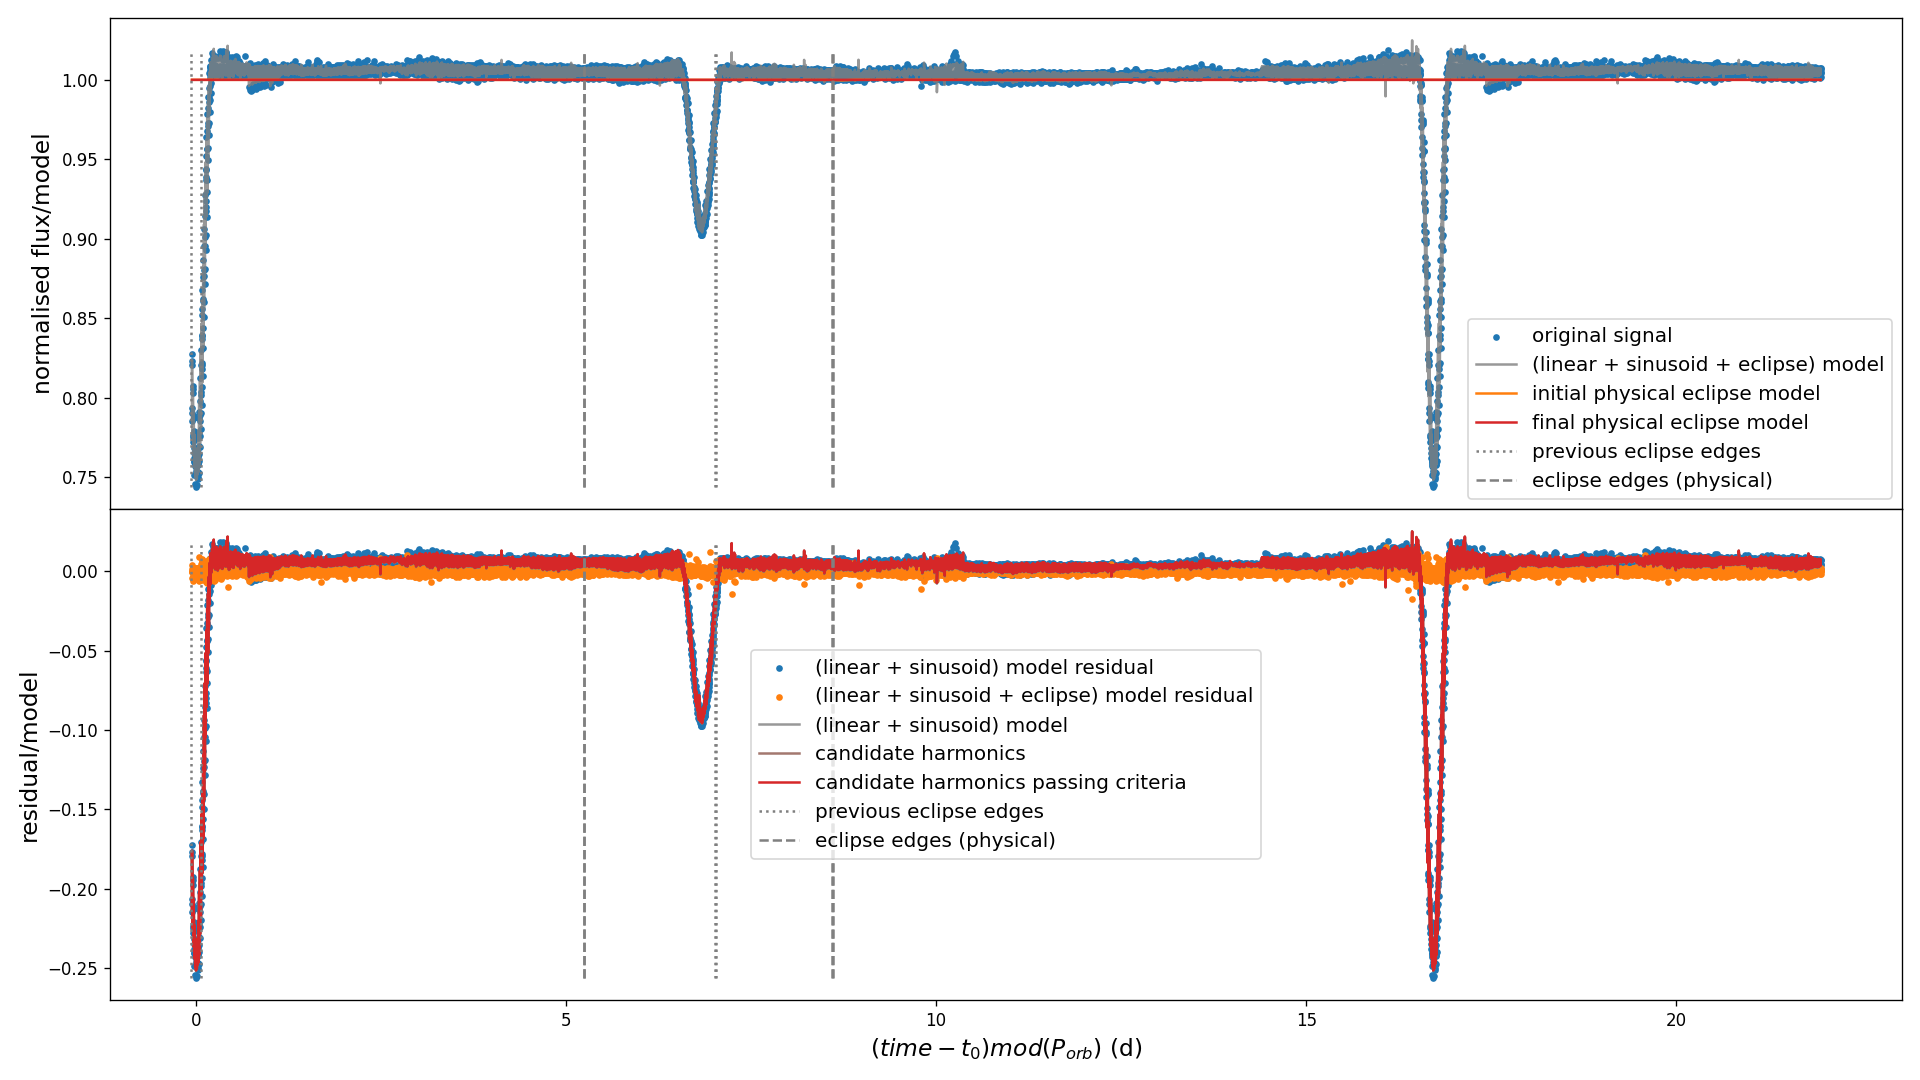 normalised flux/model
1.00
0.95
0.90
0.85
0.80
0.75
original signal
(linear + sinusoid + eclipse) model
initial physical eclipse model
final physical eclipse model
previous eclipse edges
eclipse edges (physical)
residual/model
0.00
−0.05
−0.10
−0.15
−0.20
−0.25
(linear + sinusoid) model residual
(linear + sinusoid + eclipse) model residual
(linear + sinusoid) model
candidate harmonics
candidate harmonics passing criteria
previous eclipse edges
eclipse edges (physical)
0 5 10 15 20
(time − t₀)mod(P_orb) (d)